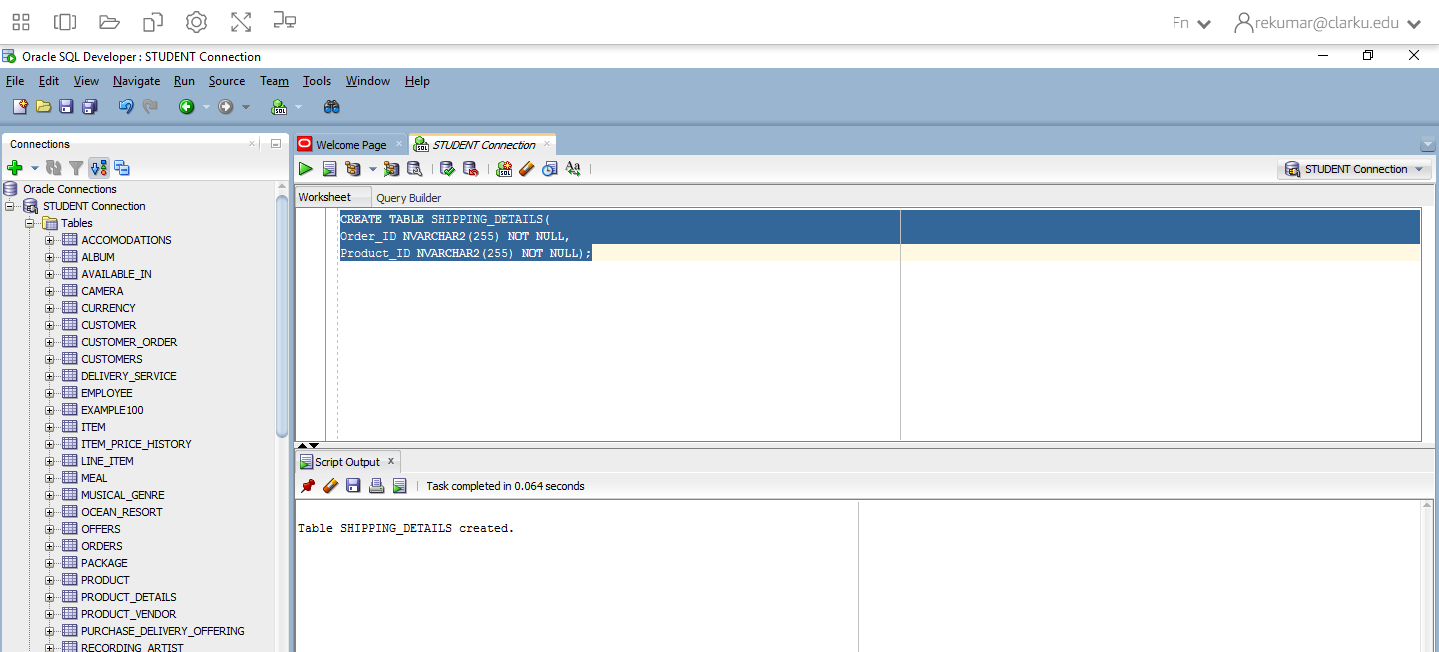 Fn
rekumar@clarku.edu
Oracle SQL Developer : STUDENT Connection
File Edit View Navigate Run Source Team Tools Window Help
Connections
Oracle Connections
STUDENT Connection
Tables
ACCOMODATIONS
ALBUM
AVAILABLE_IN
CAMERA
CURRENCY
CUSTOMER
CUSTOMER_ORDER
CUSTOMERS
DELIVERY_SERVICE
EMPLOYEE
EXAMPLE100
ITEM
ITEM_PRICE_HISTORY
LINE_ITEM
MEAL
MUSICAL_GENRE
OCEAN_RESORT
OFFERS
ORDERS
PACKAGE
PRODUCT
PRODUCT_DETAILS
PRODUCT_VENDOR
PURCHASE_DELIVERY_OFFERING
RECORDING_ARTIST
Welcome Page
STUDENT Connection
STUDENT Connection
Worksheet
Query Builder
CREATE TABLE SHIPPING_DETAILS(
Order_ID NVARCHAR2(255) NOT NULL,
Product_ID NVARCHAR2(255) NOT NULL);
Script Output
Task completed in 0.064 seconds
Table SHIPPING_DETAILS created.